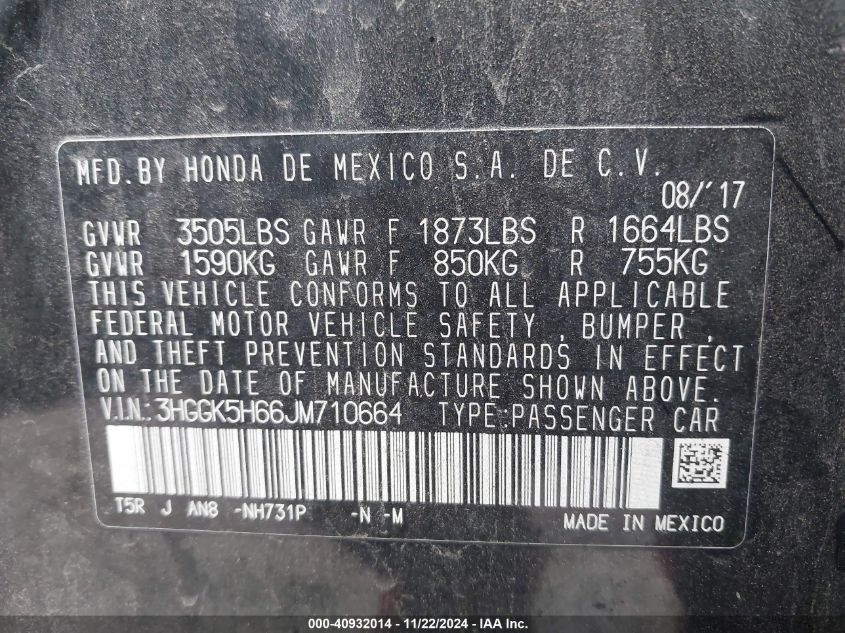 MFD.BY HONDA DE MEXICO S.A. DE C.V.
08/'17
GVWR 3505LBS GAWR F 1873LBS R 1664LBS
GVWR 1590KG GAWR F 850KG R 755KG
THIS VEHICLE CONFORMS TO ALL APPLICABLE
FEDERAL MOTOR VEHICLE SAFETY , BUMPER ,
AND THEFT PREVENTION STANDARDS IN EFFECT
ON THE DATE OF MANUFACTURE SHOWN ABOVE.
V.I.N.: 3HGGK5H66JM710664 TYPE:PASSENGER CAR
T5R J AN8 -NH731P -N -M
MADE IN MEXICO
000-40932014 - 11/22/2024 - IAA Inc.